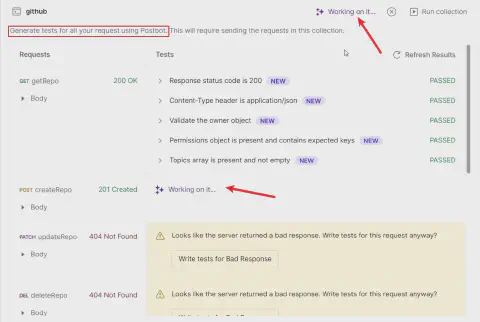 github
Working on it...
Run collection
Generate tests for all your request using Postbot. This will require sending the requests in this collection.
Requests
Tests
Refresh Results
GET getRepo
200 OK
Response status code is 200 NEW
PASSED
Body
Content-Type header is application/json NEW
PASSED
Validate the owner object NEW
PASSED
Permissions object is present and contains expected keys NEW
PASSED
Topics array is present and not empty NEW
PASSED
POST createRepo
201 Created
Working on it...
Body
PATCH updateRepo
404 Not Found
Looks like the server returned a bad response. Write tests for this request anyway?
Body
Write tests for Bad Response
DEL deleteRepo
404 Not Found
Looks like the server returned a bad response. Write tests for this request anyway?
Body
Write tests for Bad Response